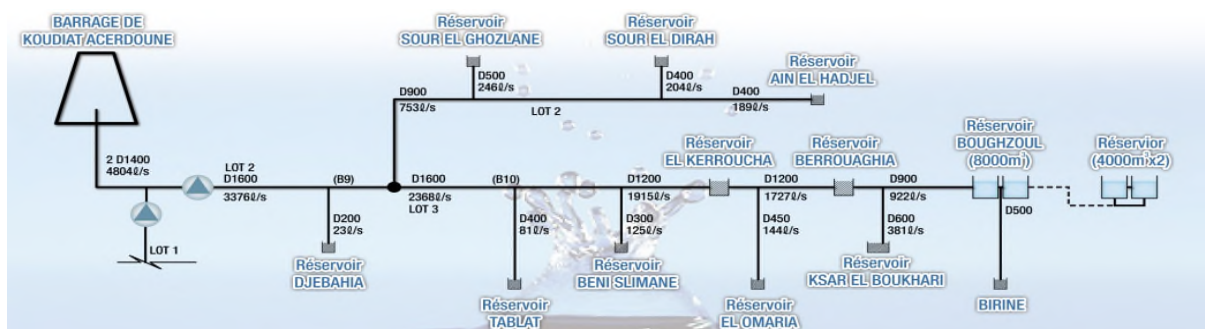 BARRAGE DE
KOUDIAT ACERDOUNE
Réservoir
SOUR EL GHOZLANE
Réservoir
SOUR EL DIRAH
Réservoir
AIN EL HADJEL
D500
246ℓ/s
D400
204ℓ/s
D900
753ℓ/s
LOT 2
D400
189ℓ/s
2 D1400
4804ℓ/s
LOT 2
D1600
3376ℓ/s
(B9)
D1600
2368ℓ/s
LOT 3
(B10)
D1200
1915ℓ/s
Réservoir
EL KERROUCHA
D1200
1727ℓ/s
Réservoir
BERROUAGHIA
D900
922ℓ/s
Réservoir
BOUGHZOUL
(8000m³)
Réservior
(4000m³x2)
LOT 1
D200
23ℓ/s
Réservoir
DJEBAHIA
D400
81ℓ/s
Réservoir
TABLAT
D300
125ℓ/s
Réservoir
BENI SLIMANE
D450
144ℓ/s
Réservoir
EL OMARIA
D600
381ℓ/s
Réservoir
KSAR EL BOUKHARI
D500
BIRINE